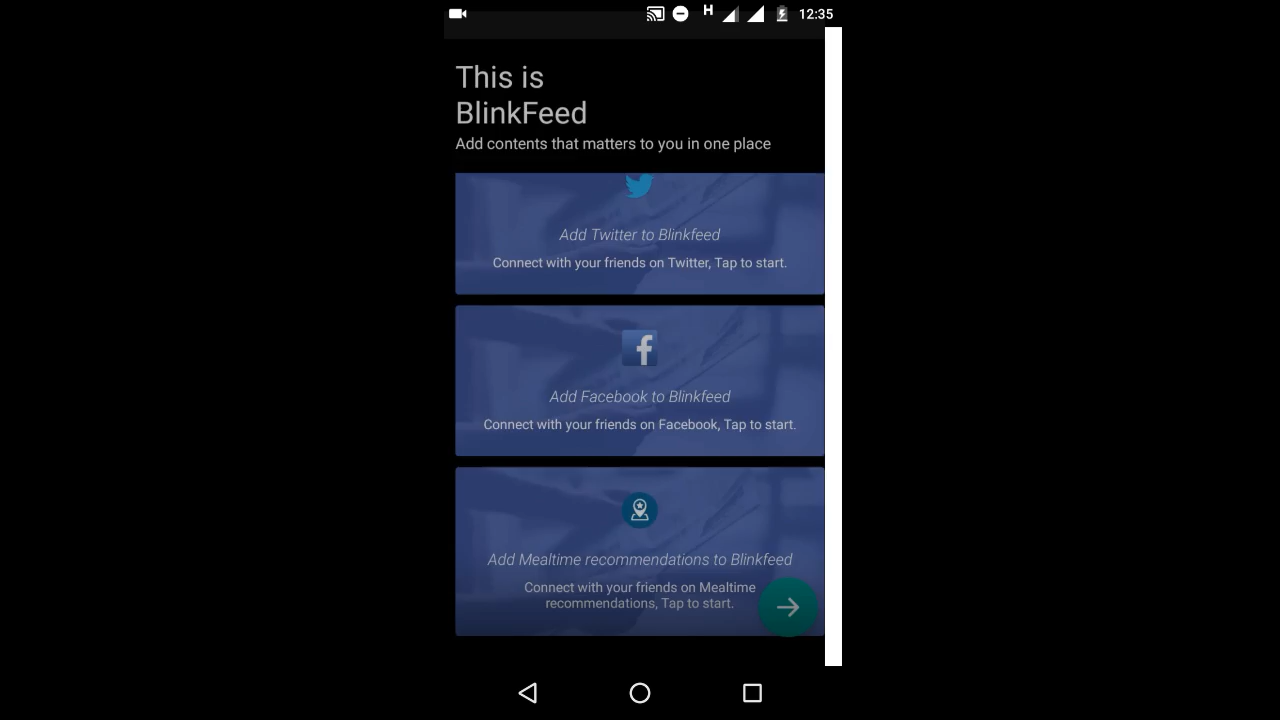 H 12:35
This is
BlinkFeed
Add contents that matters to you in one place
Add Twitter to Blinkfeed
Connect with your friends on Twitter, Tap to start.
f
Add Facebook to Blinkfeed
Connect with your friends on Facebook, Tap to start.
Add Mealtime recommendations to Blinkfeed
Connect with your friends on Mealtime
recommendations, Tap to start.